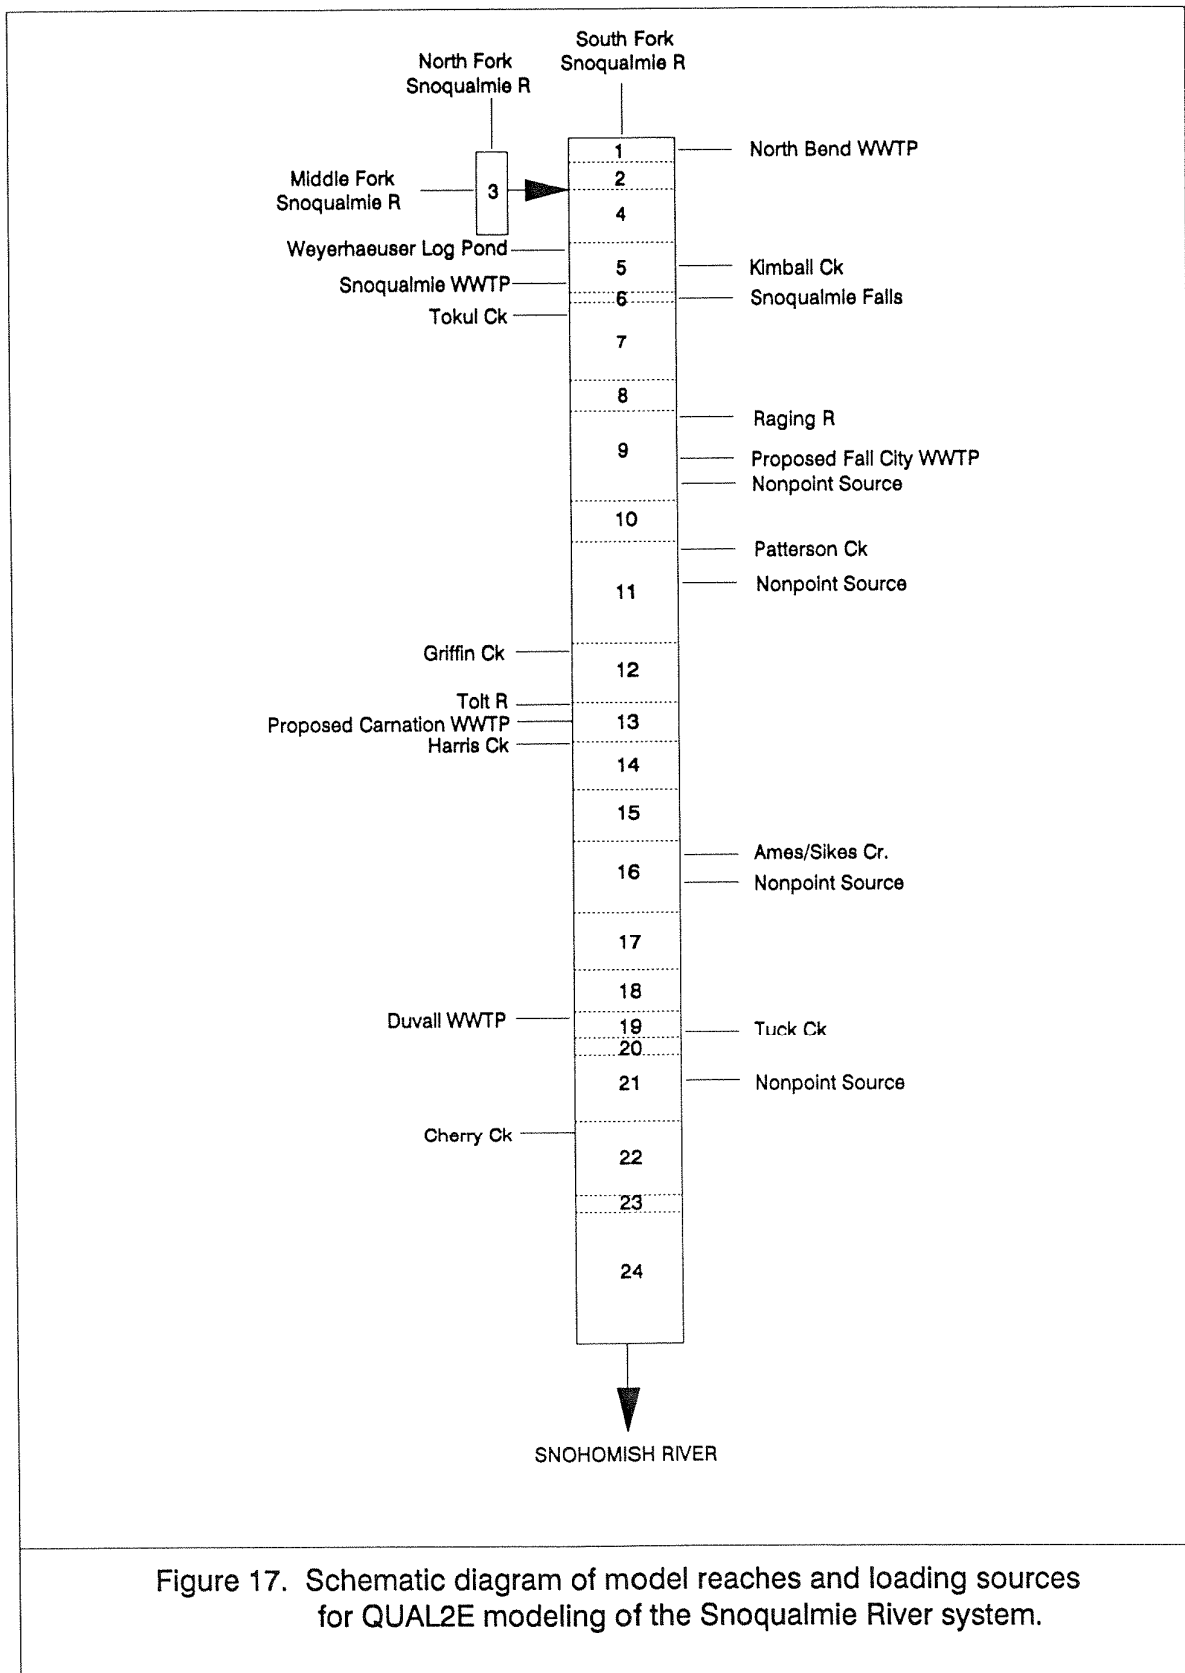 South Fork
Snoqualmie R
North Fork
Snoqualmie R
1
North Bend WWTP
2
Middle Fork
Snoqualmie R
3
4
Weyerhaeuser Log Pond
5
Kimball Ck
Snoqualmie WWTP
6
Snoqualmie Falls
Tokul Ck
7
8
Raging R
9
Proposed Fall City WWTP
Nonpoint Source
10
Patterson Ck
11
Nonpoint Source
Griffin Ck
12
Tolt R
Proposed Carnation WWTP
13
Harris Ck
14
15
Ames/Sikes Cr.
16
Nonpoint Source
17
18
Duvall WWTP
19
Tuck Ck
20
21
Nonpoint Source
Cherry Ck
22
23
24
SNOHOMISH RIVER
Figure 17. Schematic diagram of model reaches and loading sources
for QUAL2E modeling of the Snoqualmie River system.